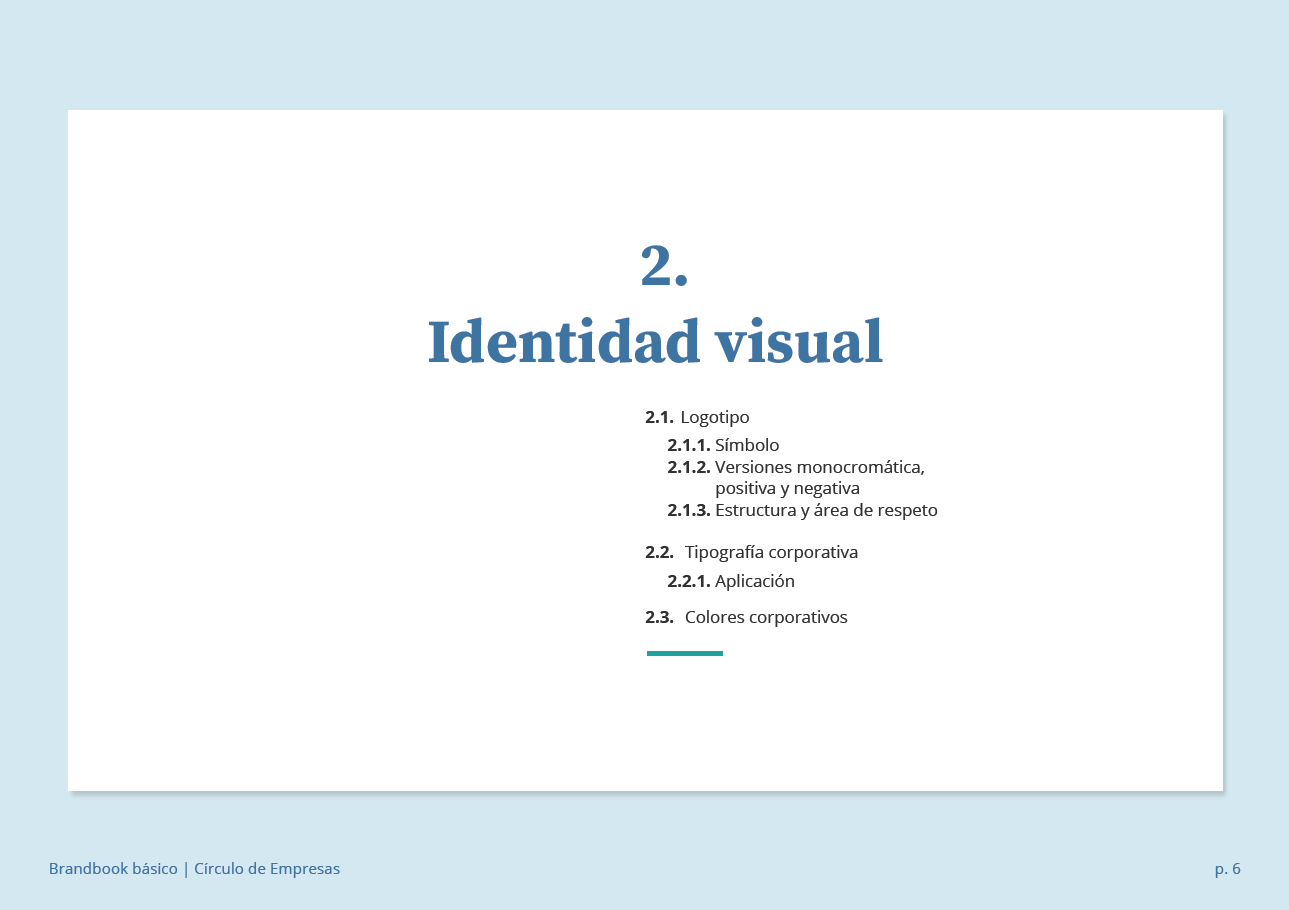 2.
Identidad visual
2.1. Logotipo
2.1.1. Símbolo
2.1.2. Versiones monocromática,
positiva y negativa
2.1.3. Estructura y área de respeto
2.2. Tipografía corporativa
2.2.1. Aplicación
2.3. Colores corporativos
Brandbook básico | Círculo de Empresas
p. 6